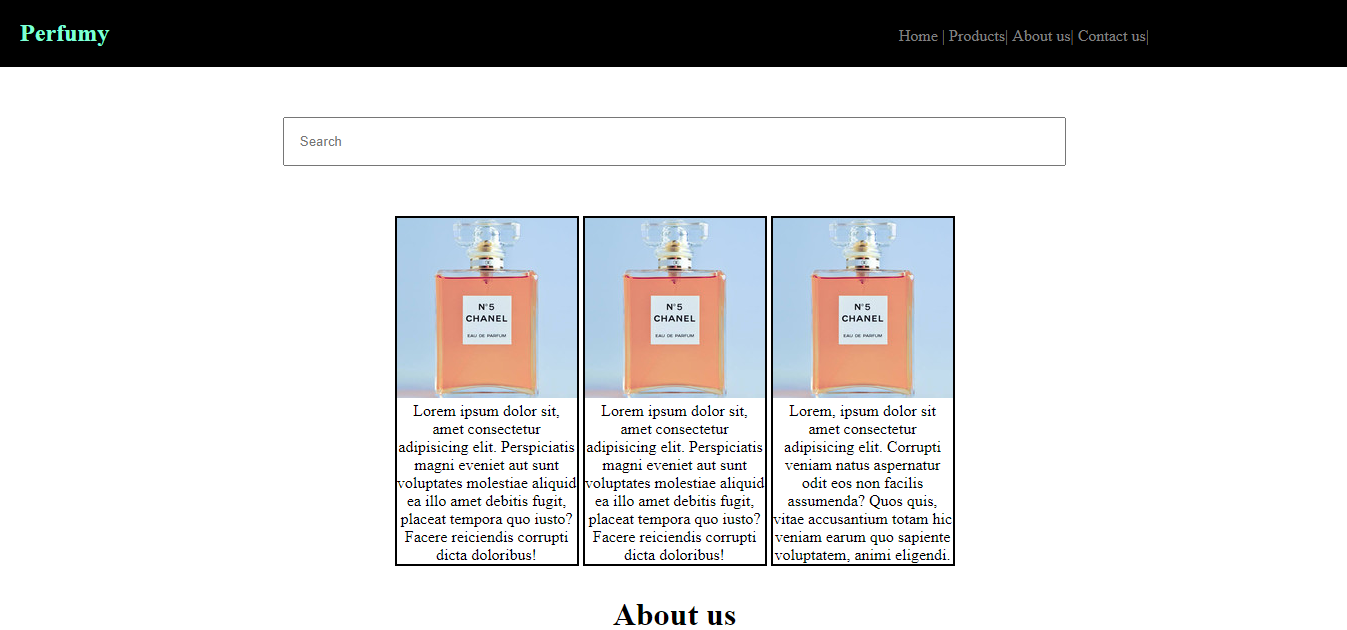 Perfumy
Home | Products| About us| Contact us|
Search
N°5
CHANEL
EAU DE PARFUM
N°5
CHANEL
EAU DE PARFUM
N°5
CHANEL
EAU DE PARFUM
Lorem ipsum dolor sit,
amet consectetur
adipisicing elit. Perspiciatis
magni eveniet aut sunt
voluptates molestiae aliquid
ea illo amet debitis fugit,
placeat tempora quo iusto?
Facere reiciendis corrupti
dicta doloribus!
Lorem ipsum dolor sit,
amet consectetur
adipisicing elit. Perspiciatis
magni eveniet aut sunt
voluptates molestiae aliquid
ea illo amet debitis fugit,
placeat tempora quo iusto?
Facere reiciendis corrupti
dicta doloribus!
Lorem, ipsum dolor sit
amet consectetur
adipisicing elit. Corrupti
veniam natus aspernatur
odit eos non facilis
assumenda? Quos quis,
vitae accusantium totam hic
veniam earum quo sapiente
voluptatem, animi eligendi.
About us